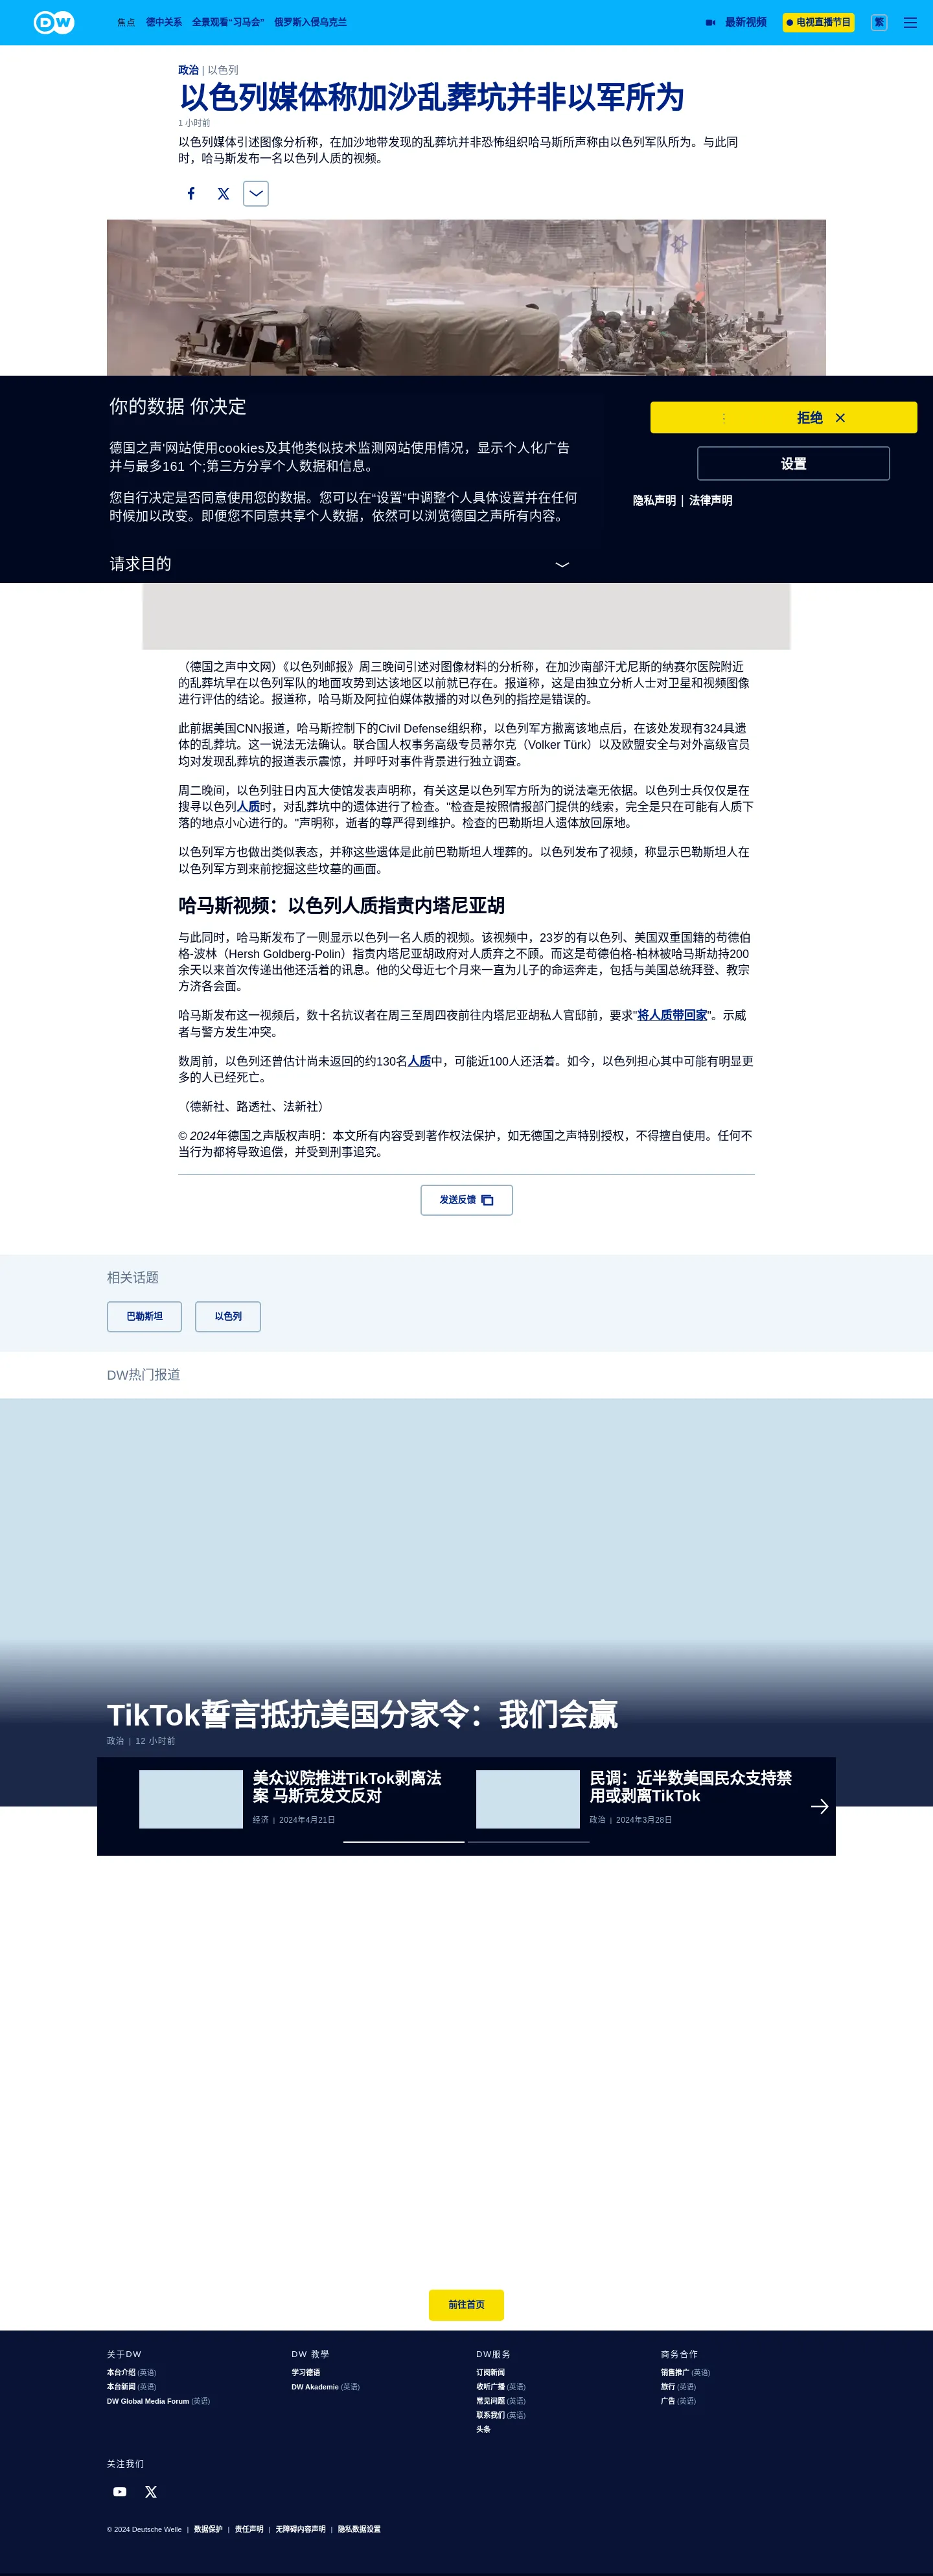 DW
焦点 德中关系 全景观看“习马会” 俄罗斯入侵乌克兰 最新视频 电视直播节目 繁
政治 | 以色列
以色列媒体称加沙乱葬坑并非以军所为
1 小时前
以色列媒体引述图像分析称，在加沙地带发现的乱葬坑并非恐怖组织哈马斯所声称由以色列军队所为。与此同
时，哈马斯发布一名以色列人质的视频。
你的数据 你决定
德国之声'网站使用cookies及其他类似技术监测网站使用情况，显示个人化广告
并与最多161 个;第三方分享个人数据和信息。
您自行决定是否同意使用您的数据。您可以在“设置”中调整个人具体设置并在任何
时候加以改变。即便您不同意共享个人数据，依然可以浏览德国之声所有内容。
请求目的
拒绝
设置
隐私声明 | 法律声明
（德国之声中文网）《以色列邮报》周三晚间引述对图像材料的分析称，在加沙南部汗尤尼斯的纳赛尔医院附近
的乱葬坑早在以色列军队的地面攻势到达该地区以前就已存在。报道称，这是由独立分析人士对卫星和视频图像
进行评估的结论。报道称，哈马斯及阿拉伯媒体散播的对以色列的指控是错误的。
此前据美国CNN报道，哈马斯控制下的Civil Defense组织称，以色列军方撤离该地点后，在该处发现有324具遗
体的乱葬坑。这一说法无法确认。联合国人权事务高级专员蒂尔克（Volker Türk）以及欧盟安全与对外高级官员
均对发现乱葬坑的报道表示震惊，并呼吁对事件背景进行独立调查。
周二晚间，以色列驻日内瓦大使馆发表声明称，有关这是以色列军方所为的说法毫无依据。以色列士兵仅仅是在
搜寻以色列人质时，对乱葬坑中的遗体进行了检查。"检查是按照情报部门提供的线索，完全是只在可能有人质下
落的地点小心进行的。"声明称，逝者的尊严得到维护。检查的巴勒斯坦人遗体放回原地。
以色列军方也做出类似表态，并称这些遗体是此前巴勒斯坦人埋葬的。以色列发布了视频，称显示巴勒斯坦人在
以色列军方到来前挖掘这些坟墓的画面。
哈马斯视频：以色列人质指责内塔尼亚胡
与此同时，哈马斯发布了一则显示以色列一名人质的视频。该视频中，23岁的有以色列、美国双重国籍的苟德伯
格-波林（Hersh Goldberg-Polin）指责内塔尼亚胡政府对人质弃之不顾。而这是苟德伯格-柏林被哈马斯劫持200
余天以来首次传递出他还活着的讯息。他的父母近七个月来一直为儿子的命运奔走，包括与美国总统拜登、教宗
方济各会面。
哈马斯发布这一视频后，数十名抗议者在周三至周四夜前往内塔尼亚胡私人官邸前，要求"将人质带回家"。示威
者与警方发生冲突。
数周前，以色列还曾估计尚未返回的约130名人质中，可能近100人还活着。如今，以色列担心其中可能有明显更
多的人已经死亡。
（德新社、路透社、法新社）
© 2024年德国之声版权声明：本文所有内容受到著作权法保护，如无德国之声特别授权，不得擅自使用。任何不
当行为都将导致追偿，并受到刑事追究。
发送反馈
相关话题
巴勒斯坦 以色列
DW热门报道
TikTok誓言抵抗美国分家令：我们会赢
政治 | 12 小时前
美众议院推进TikTok剥离法
案 马斯克发文反对
经济 | 2024年4月21日
民调：近半数美国民众支持禁
用或剥离TikTok
政治 | 2024年3月28日
前往首页
关于DW
本台介绍 (英语)
本台新闻 (英语)
DW Global Media Forum (英语)
DW 教學
学习德语
DW Akademie (英语)
DW服务
订阅新闻
收听广播 (英语)
常见问题 (英语)
联系我们 (英语)
头条
商务合作
销售推广 (英语)
旅行 (英语)
广告 (英语)
关注我们
© 2024 Deutsche Welle | 数据保护 | 责任声明 | 无障碍内容声明 | 隐私数据设置